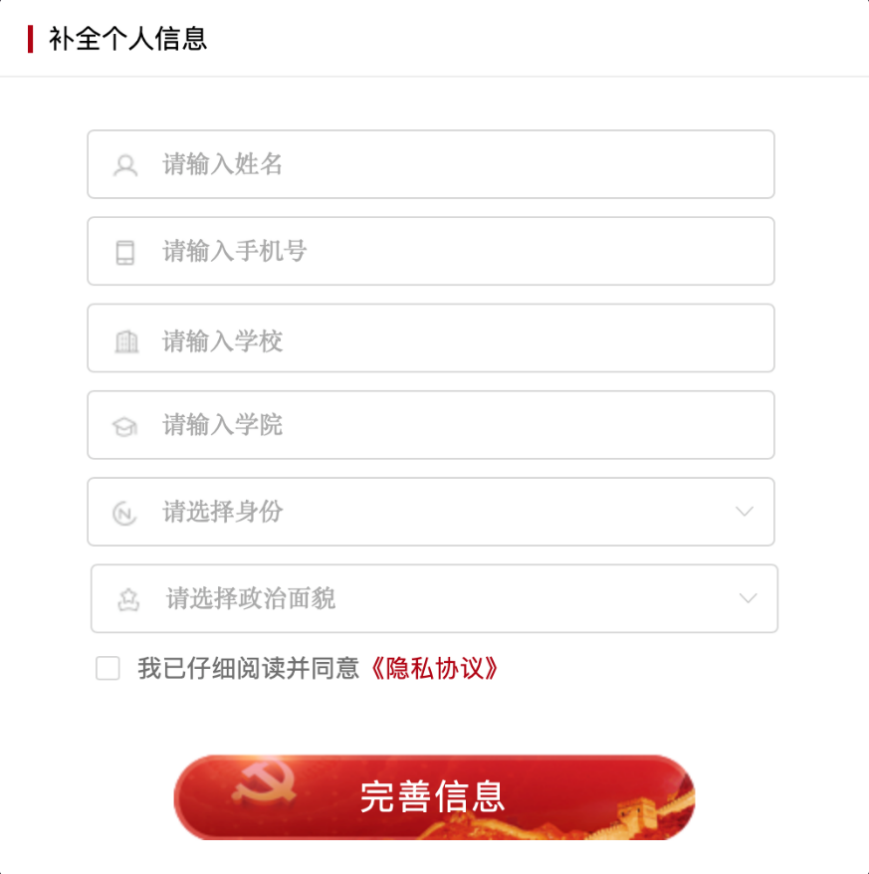 补全个人信息
请输入姓名
请输入手机号
请输入学校
请输入学院
请选择身份
请选择政治面貌
我已仔细阅读并同意《隐私协议》
完善信息